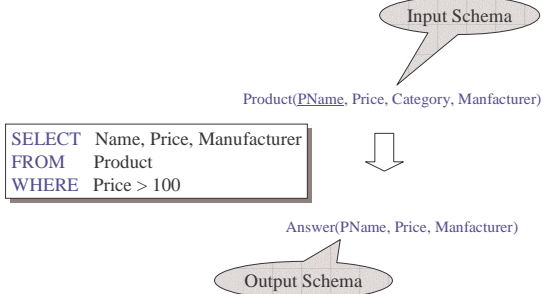 Input Schema
Product(PName, Price, Category, Manfacturer)
SELECT Name, Price, Manufacturer
FROM Product
WHERE Price > 100
Answer(PName, Price, Manfacturer)
Output Schema